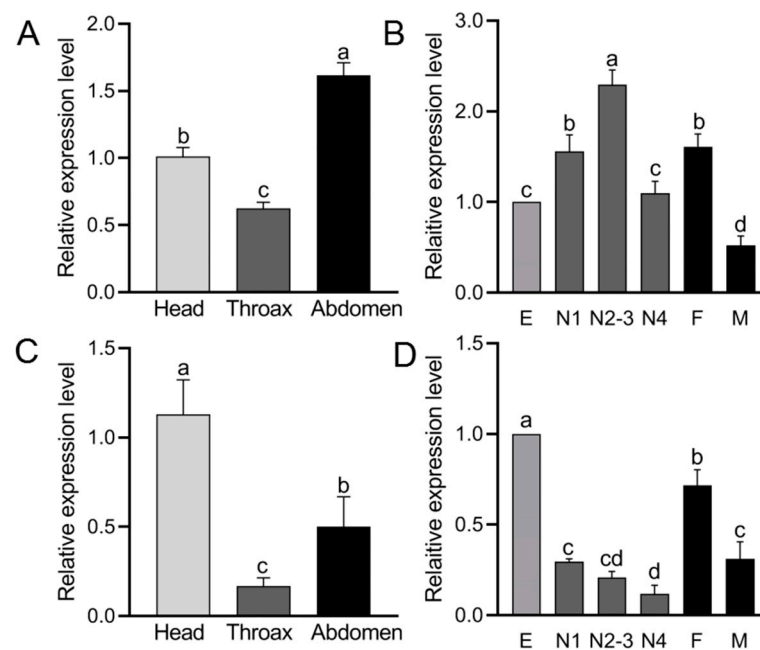 A
Relative expression level
2.0
1.5
1.0
0.5
0.0
b
c
a
Head Throax Abdomen
B
Relaitive expression level
3.0
2.0
1.0
0.0
c
b
a
c
b
d
E N1 N2-3 N4 F M
C
Relative expression level
1.5
1.0
0.5
0.0
a
c
b
Head Throax Abdomen
D
Relaitive expression level
1.5
1.0
0.5
0.0
a
c
cd
d
b
c
E N1 N2-3 N4 F M